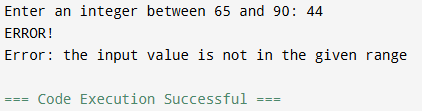 Enter an integer between 65 and 90: 44
ERROR!
Error: the input value is not in the given range
=== Code Execution Successful ===